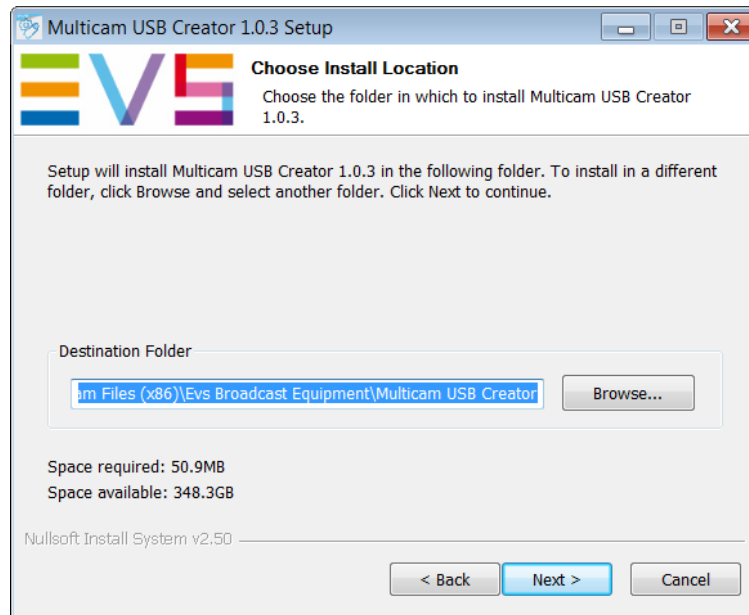 Multicam USB Creator 1.0.3 Setup
EVS
Choose Install Location
Choose the folder in which to install Multicam USB Creator
1.0.3.
Setup will install Multicam USB Creator 1.0.3 in the following folder. To install in a different
folder, click Browse and select another folder. Click Next to continue.
Destination Folder
am Files (x86)\Evs Broadcast Equipment\Multicam USB Creator
Browse...
Space required: 50.9MB
Space available: 348.3GB
Nullsoft Install System v2.50
< Back Next > Cancel